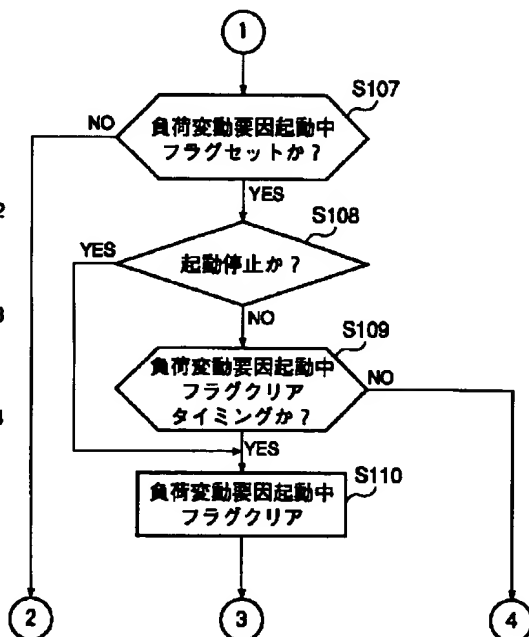 1
S107
NO
負荷変動要因起動中
フラグセットか?
YES
2
S108
YES
起動停止か?
NO
3
S109
負荷変動要因起動中
フラグクリア
タイミングか?
NO
4
YES
S110
負荷変動要因起動中
フラグクリア
2
3
4